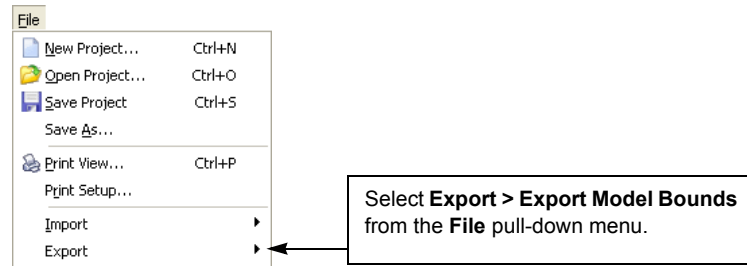 File
New Project... Ctrl+N
Open Project... Ctrl+O
Save Project Ctrl+S
Save As...
Print View... Ctrl+P
Print Setup...
Import
Export
Select Export > Export Model Bounds
from the File pull-down menu.